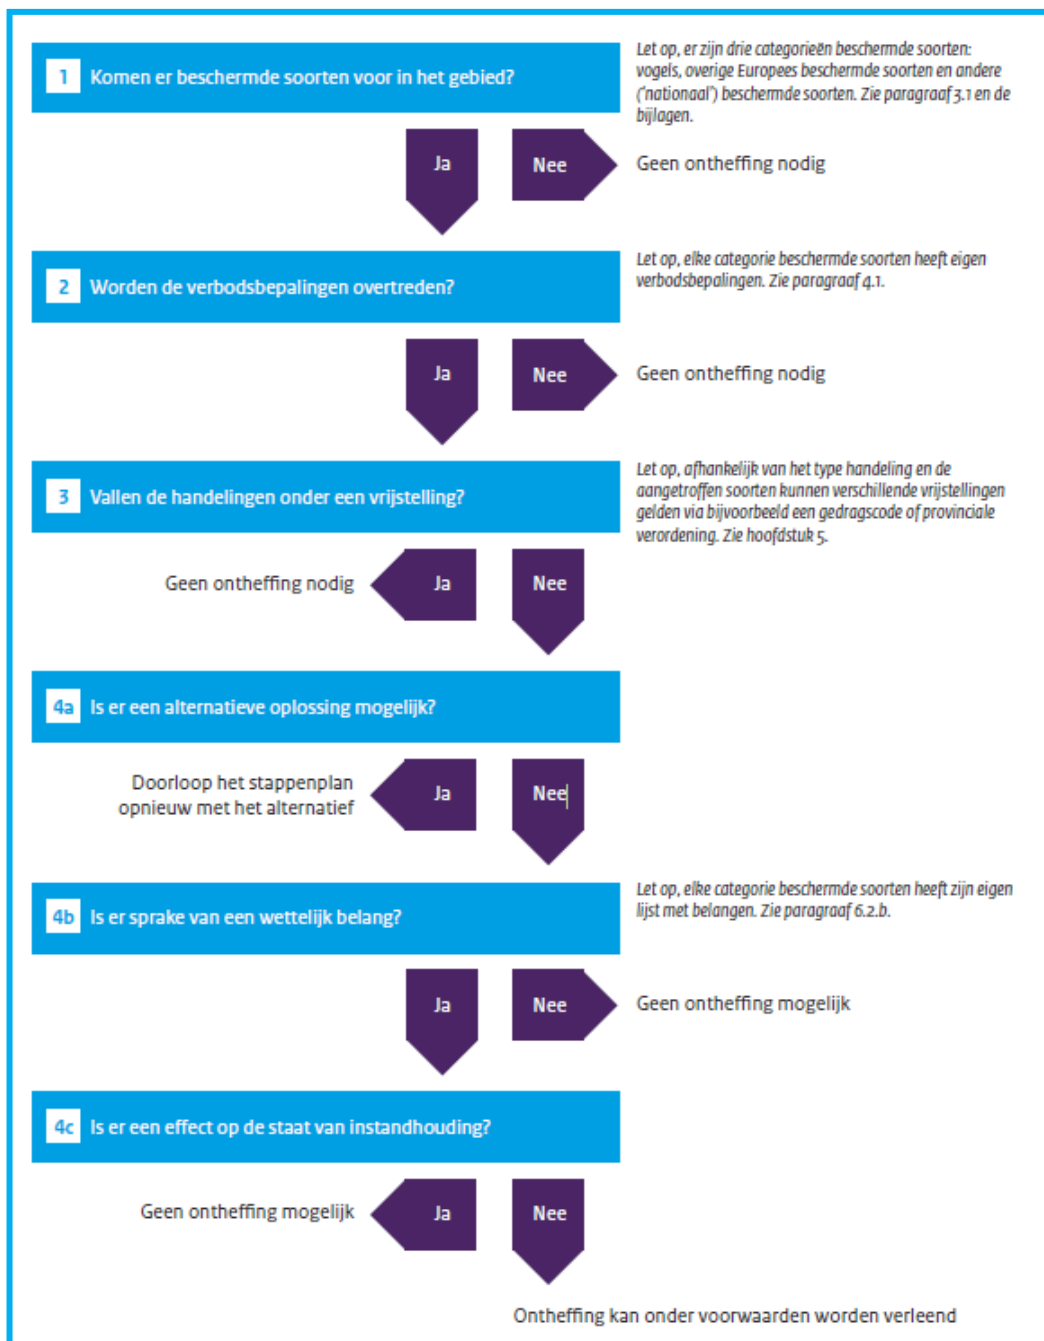 1 Komen er beschermde soorten voor in het gebied?
Let op, er zijn drie categorieën beschermde soorten:
vogels, overige Europees beschermde soorten en andere
('nationaal') beschermde soorten. Zie paragraaf 3.1 en de
bijlagen.
Ja
Nee
Geen ontheffing nodig
2 Worden de verbodsbepalingen overtreden?
Let op, elke categorie beschermde soorten heeft eigen
verbodsbepalingen. Zie paragraaf 4.1.
Ja
Nee
Geen ontheffing nodig
3 Vallen de handelingen onder een vrijstelling?
Let op, afhankelijk van het type handeling en de
aangetroffen soorten kunnen verschillende vrijstellingen
gelden via bijvoorbeeld een gedragscode of provinciale
verordening. Zie hoofdstuk 5.
Geen ontheffing nodig
Ja
Nee
4a Is er een alternatieve oplossing mogelijk?
Doorloop het stappenplan
opnieuw met het alternatief
Ja
Nee
4b Is er sprake van een wettelijk belang?
Let op, elke categorie beschermde soorten heeft zijn eigen
lijst met belangen. Zie paragraaf 6.2.b.
Ja
Nee
Geen ontheffing mogelijk
4c Is er een effect op de staat van instandhouding?
Geen ontheffing mogelijk
Ja
Nee
Ontheffing kan onder voorwaarden worden verleend